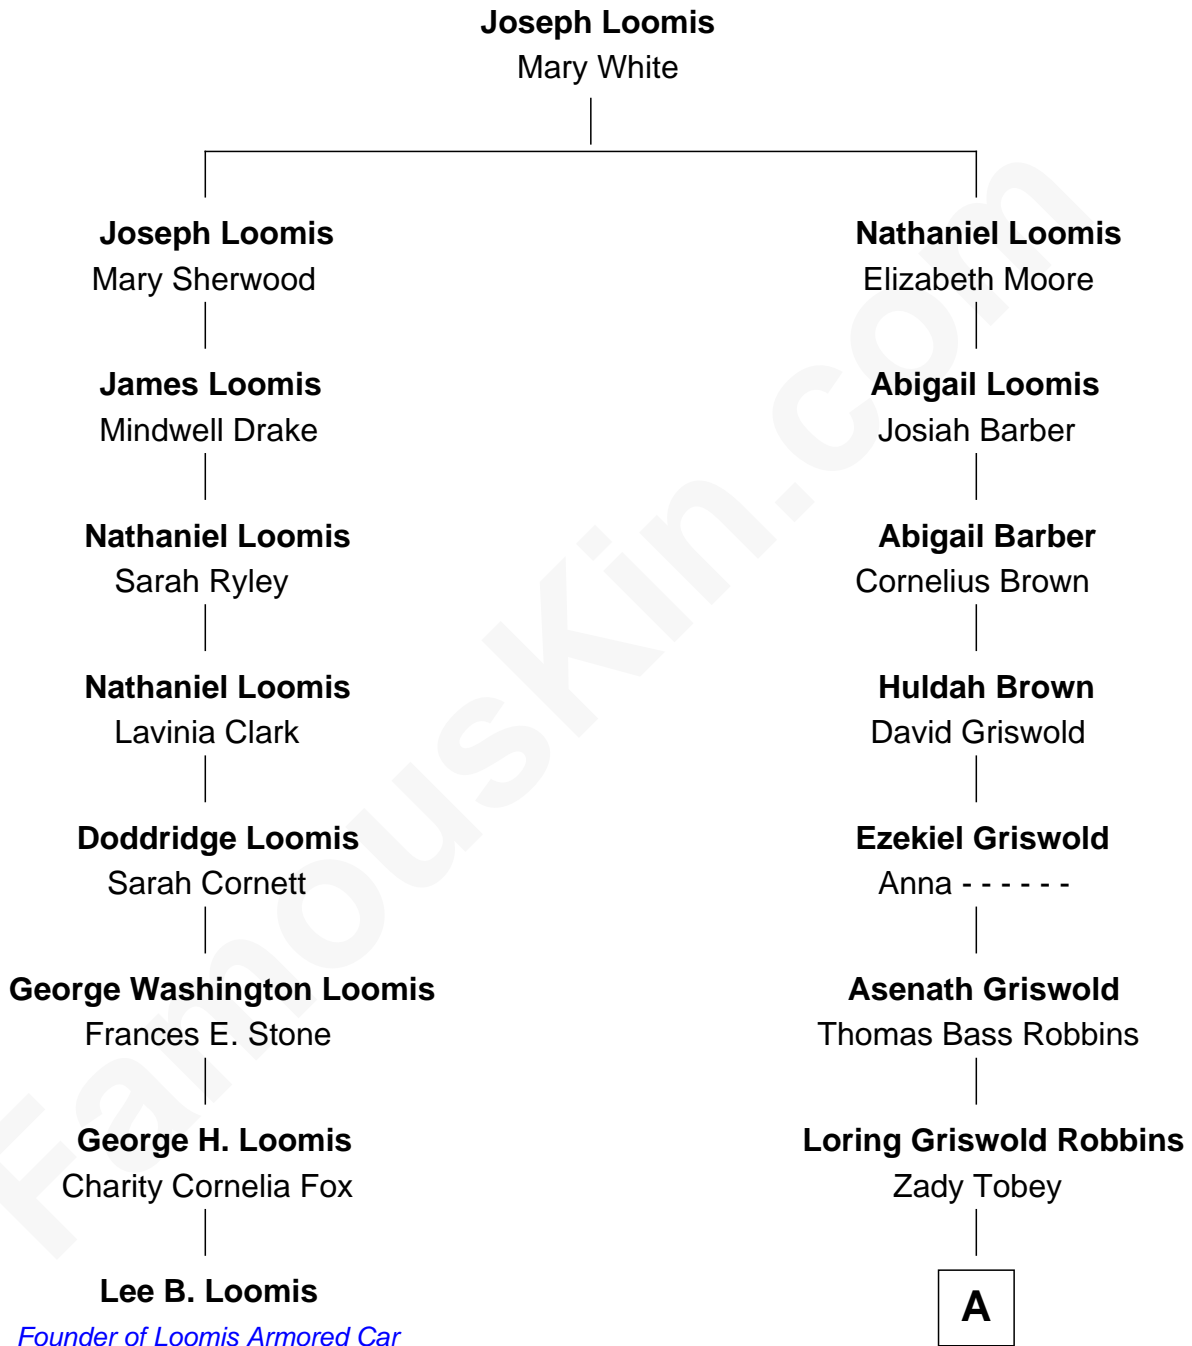 Joseph Loomis
Mary White
Joseph Loomis
Mary Sherwood
James Loomis
Mindwell Drake
Nathaniel Loomis
Sarah Ryley
Nathaniel Loomis
Lavinia Clark
Doddridge Loomis
Sarah Cornett
George Washington Loomis
Frances E. Stone
George H. Loomis
Charity Cornelia Fox
Lee B. Loomis
Founder of Loomis Armored Car
Nathaniel Loomis
Elizabeth Moore
Abigail Loomis
Josiah Barber
Abigail Barber
Cornelius Brown
Huldah Brown
David Griswold
Ezekiel Griswold
Anna - - - - - -
Asenath Griswold
Thomas Bass Robbins
Loring Griswold Robbins
Zady Tobey
A
FamousKin.com